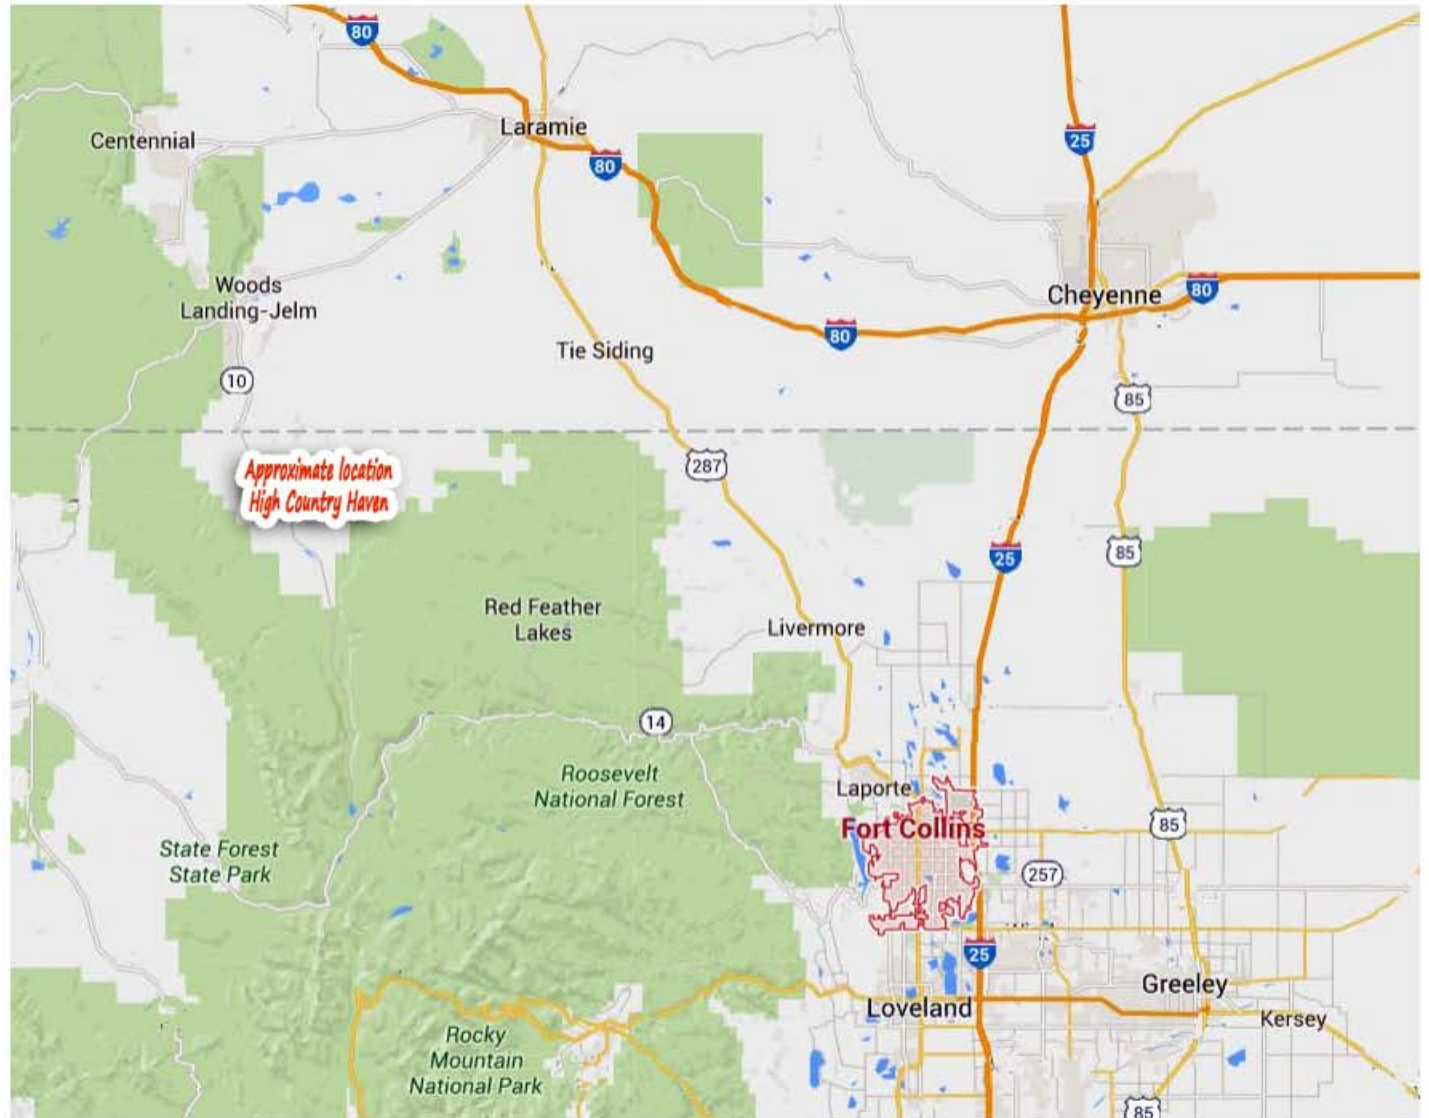 80
25
Centennial
Laramie
80
Woods
Landing-Jelm
Cheyenne
80
80
Tie Siding
10
85
Approximate location
High Country Haven
287
25
85
Red Feather
Lakes
Livermore
14
Roosevelt
National Forest
Laporte
Fort Collins
85
State Forest
State Park
257
25
Greeley
Loveland
Kersey
Rocky
Mountain
National Park
85